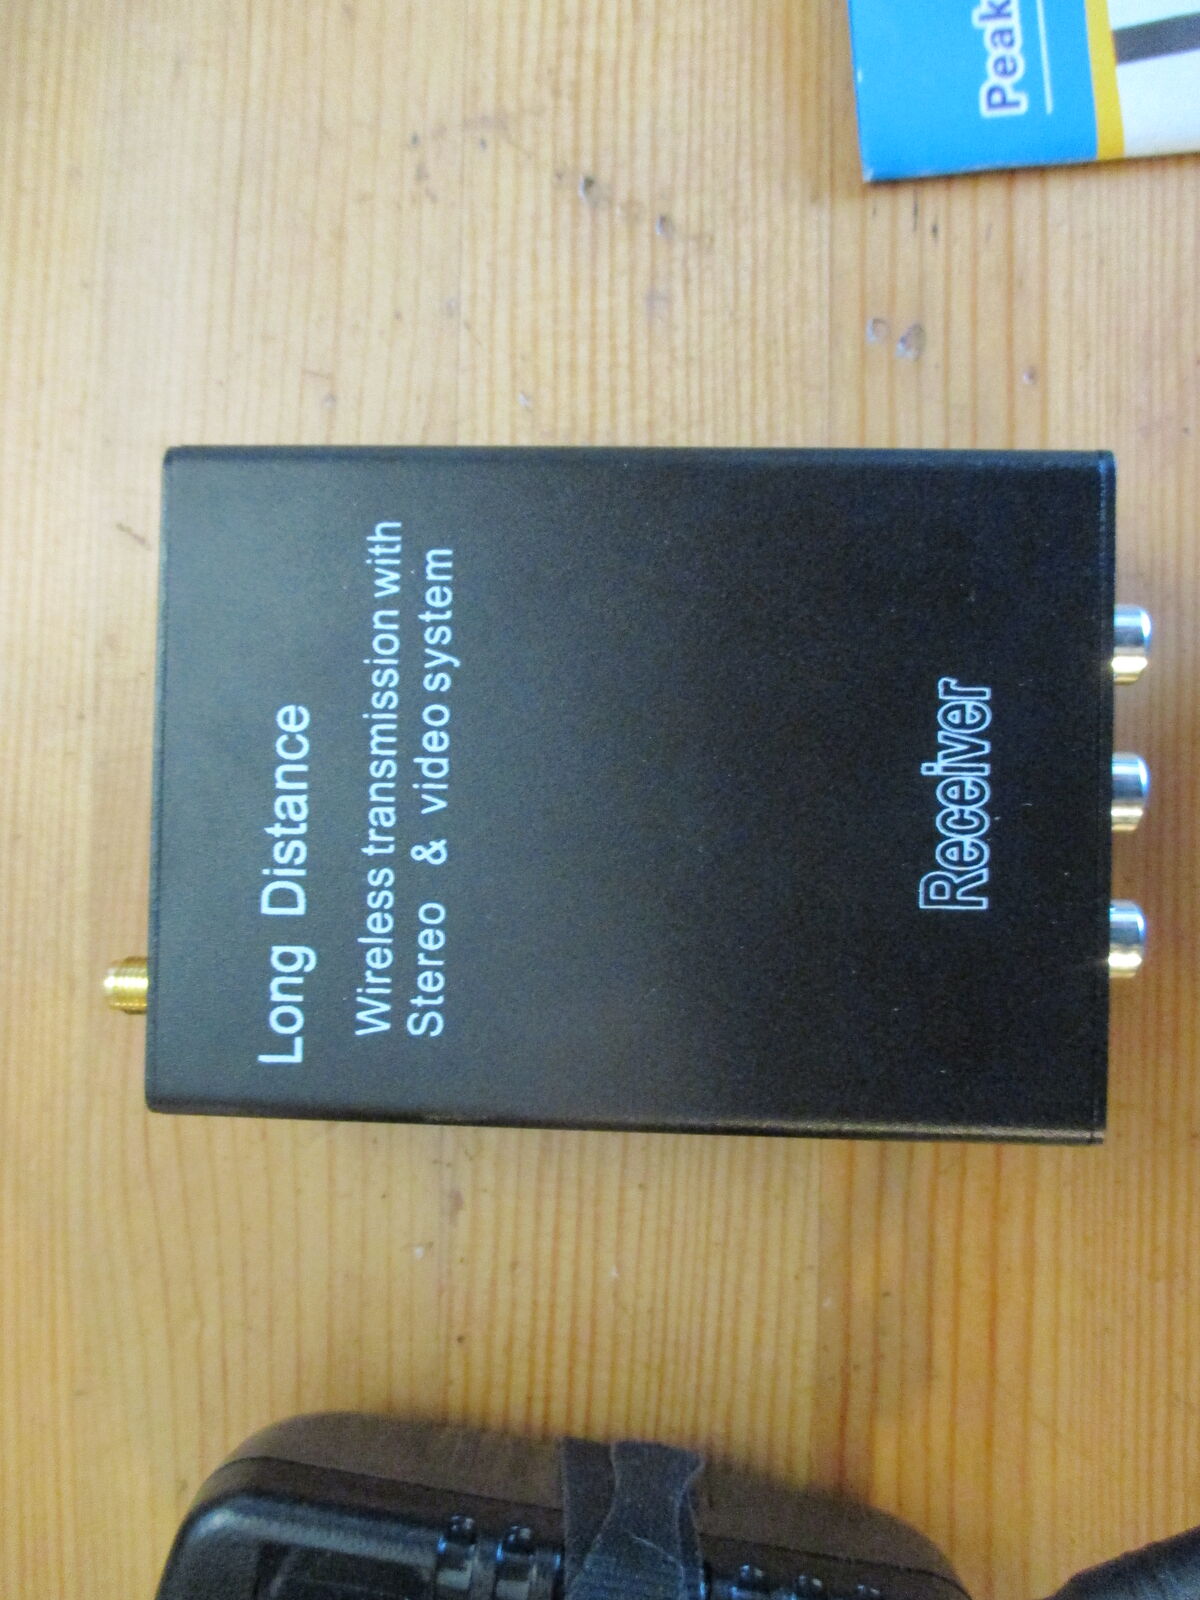 Long Distance
Wireless transmission with
Stereo & video system
Receiver
Peak